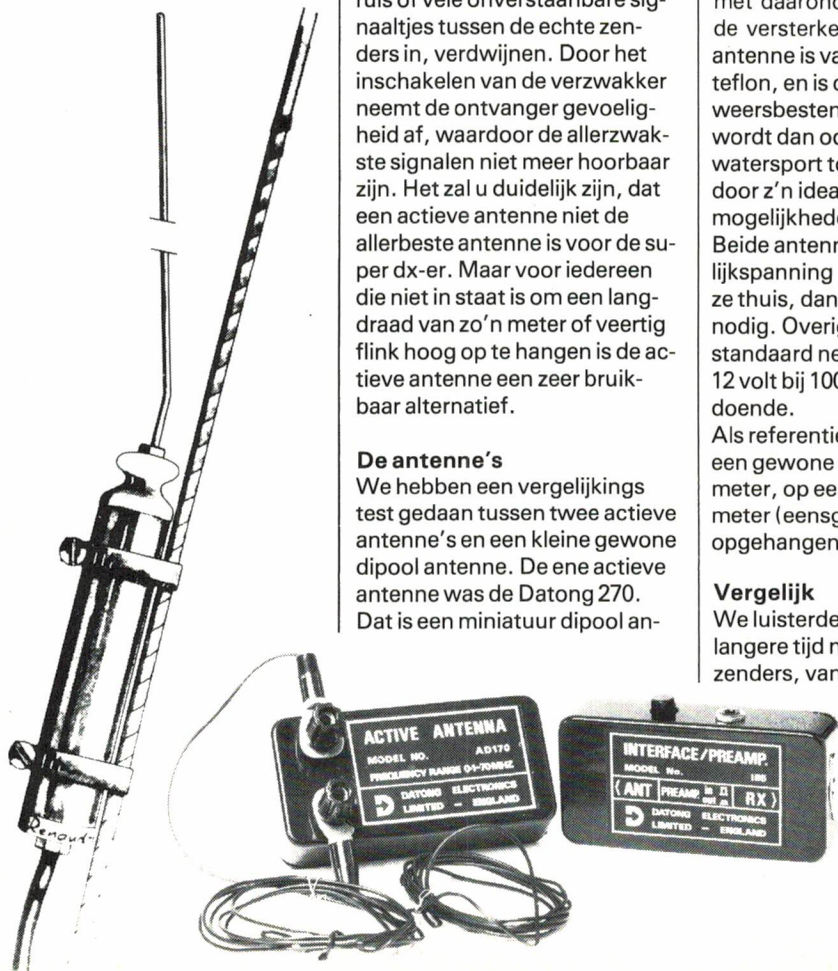 ruis of vele onverstaanbare sig-
naaltjes tussen de echte zen-
ders in, verdwijnen. Door het
inschakelen van de verzwakker
neemt de ontvanger gevoelig-
heid af, waardoor de allerzwak-
ste signalen niet meer hoorbaar
zijn. Het zal u duidelijk zijn, dat
een actieve antenne niet de
allerbeste antenne is voor de su-
per dx-er. Maar voor iedereen
die niet in staat is om een lang-
draad van zo'n meter of veertig
flink hoog op te hangen is de ac-
tieve antenne een zeer bruik-
baar alternatief.
De antenne's
We hebben een vergelijkings
test gedaan tussen twee actieve
antenne's en een kleine gewone
dipool antenne. De ene actieve
antenne was de Datong 270.
Dat is een miniatuur dipool an-
met daarond
de versterke
antenne is va
teflon, en is d
weersbesten
wordt dan oo
watersport to
door z'n idea
mogelijkhede
Beide antenn
lijkspanning
ze thuis, dan
nodig. Overig
standaard ne
12 volt bij 100
doende.
Als referentie
een gewone
meter, op ee
meter (eensg
opgehangen
Vergelijk
We luisterde
langere tijd n
zenders, van
ACTIVE ANTENNA
MODEL NO. AD170
FREQUENCY RANGE 0·1-70MHZ
DATONG ELECTRONICS
LIMITED - ENGLAND
INTERFACE/PREAMP.
MODEL No.
ANT PREAMP in out RX
DATONG ELECTRONICS
LIMITED - ENGLAND